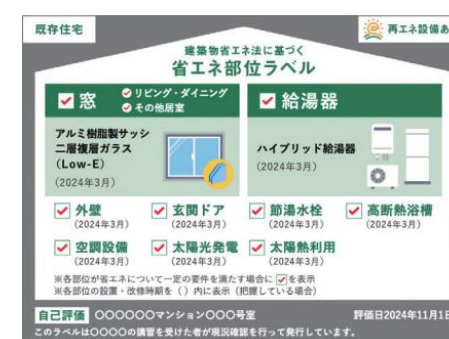 既存住宅
再エネ設備あ
建築物省エネ法に基づく
省エネ部位ラベル
窓
リビング・ダイニング
その他居室
給湯器
アルミ樹脂製サッシ
二層複層ガラス
(Low-E)
(2024年3月)
ハイブリッド給湯器
(2024年3月)
外壁 玄関ドア 節湯水栓 高断熱浴槽
(2024年3月) (2024年3月) (2024年3月) (2024年3月)
空調設備 太陽光発電 太陽熱利用
(2024年3月) (2024年3月) (2024年3月)
※各部位が省エネについて一定の要件を満たす場合に☑を表示
※各部位の設置・改修時期を（ ）内に表示（把握している場合）
自己評価 〇〇〇〇〇〇マンション〇〇〇号室 評価日2024年11月1日
このラベルは〇〇〇〇の講習を受けた者が現況確認を行って発行しています。